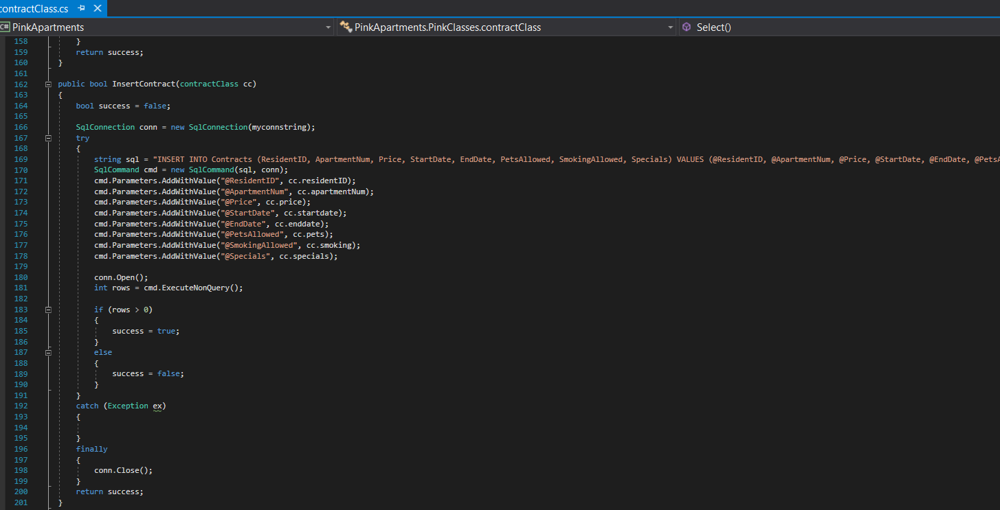 contractClass.cs
C# PinkApartments PinkApartments.PinkClasses.contractClass Select()
158 }
159 return success;
160 }
161
162 public bool InsertContract(contractClass cc)
163 {
164 bool success = false;
165
166 SqlConnection conn = new SqlConnection(myconnstring);
167 try
168 {
169 string sql = "INSERT INTO Contracts (ResidentID, ApartmentNum, Price, StartDate, EndDate, PetsAllowed, SmokingAllowed, Specials) VALUES (@ResidentID, @ApartmentNum, @Price, @StartDate, @EndDate, @PetsA
170 SqlCommand cmd = new SqlCommand(sql, conn);
171 cmd.Parameters.AddWithValue("@ResidentID", cc.residentID);
172 cmd.Parameters.AddWithValue("@ApartmentNum", cc.apartmentNum);
173 cmd.Parameters.AddWithValue("@Price", cc.price);
174 cmd.Parameters.AddWithValue("@StartDate", cc.startdate);
175 cmd.Parameters.AddWithValue("@EndDate", cc.enddate);
176 cmd.Parameters.AddWithValue("@PetsAllowed", cc.pets);
177 cmd.Parameters.AddWithValue("@SmokingAllowed", cc.smoking);
178 cmd.Parameters.AddWithValue("@Specials", cc.specials);
179
180 conn.Open();
181 int rows = cmd.ExecuteNonQuery();
182
183 if (rows > 0)
184 {
185 success = true;
186 }
187 else
188 {
189 success = false;
190 }
191 }
192 catch (Exception ex)
193 {
194
195 }
196 finally
197 {
198 conn.Close();
199 }
200 return success;
201 }